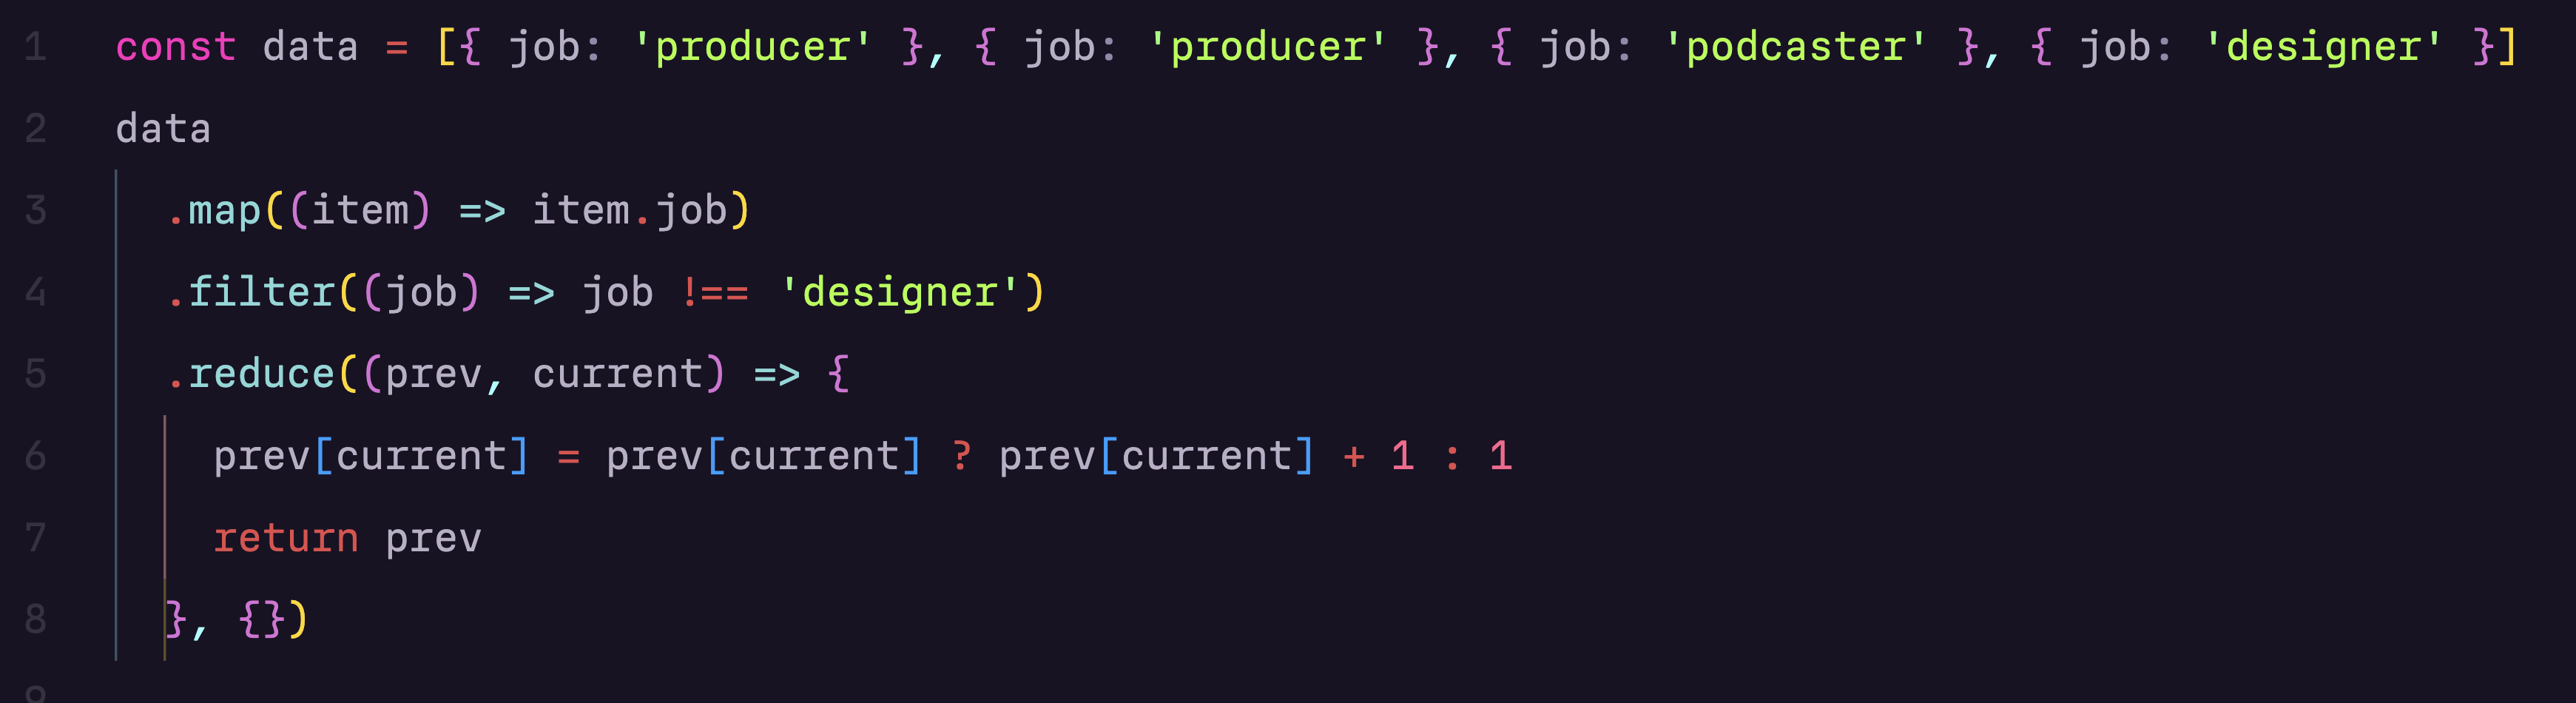 1 const data = [{ job: 'producer' }, { job: 'producer' }, { job: 'podcaster' }, { job: 'designer' }]
2 data
3   .map((item) => item.job)
4   .filter((job) => job !== 'designer')
5   .reduce((prev, current) => {
6     prev[current] = prev[current] ? prev[current] + 1 : 1
7     return prev
8   }, {})
9